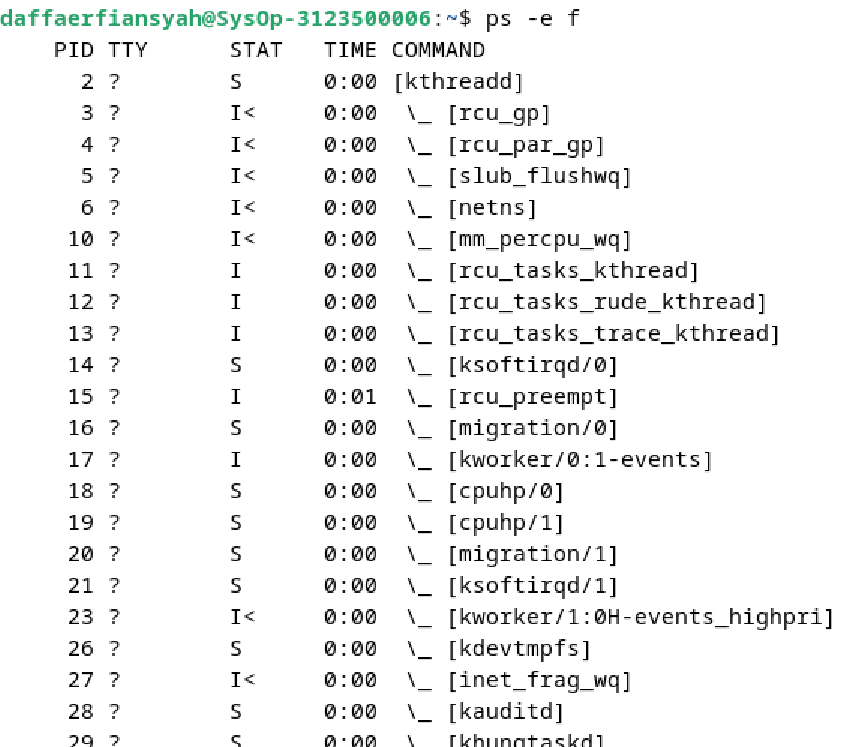 daffaerfiansyah@SysOp-3123500006:~$ ps -e f
    PID TTY      STAT   TIME COMMAND
      2 ?        S      0:00 [kthreadd]
      3 ?        I<     0:00  \_ [rcu_gp]
      4 ?        I<     0:00  \_ [rcu_par_gp]
      5 ?        I<     0:00  \_ [slub_flushwq]
      6 ?        I<     0:00  \_ [netns]
     10 ?        I<     0:00  \_ [mm_percpu_wq]
     11 ?        I      0:00  \_ [rcu_tasks_kthread]
     12 ?        I      0:00  \_ [rcu_tasks_rude_kthread]
     13 ?        I      0:00  \_ [rcu_tasks_trace_kthread]
     14 ?        S      0:00  \_ [ksoftirqd/0]
     15 ?        I      0:01  \_ [rcu_preempt]
     16 ?        S      0:00  \_ [migration/0]
     17 ?        I      0:00  \_ [kworker/0:1-events]
     18 ?        S      0:00  \_ [cpuhp/0]
     19 ?        S      0:00  \_ [cpuhp/1]
     20 ?        S      0:00  \_ [migration/1]
     21 ?        S      0:00  \_ [ksoftirqd/1]
     23 ?        I<     0:00  \_ [kworker/1:0H-events_highpri]
     26 ?        S      0:00  \_ [kdevtmpfs]
     27 ?        I<     0:00  \_ [inet_frag_wq]
     28 ?        S      0:00  \_ [kauditd]
     29 ?        S      0:00  \_ [khungtaskd]